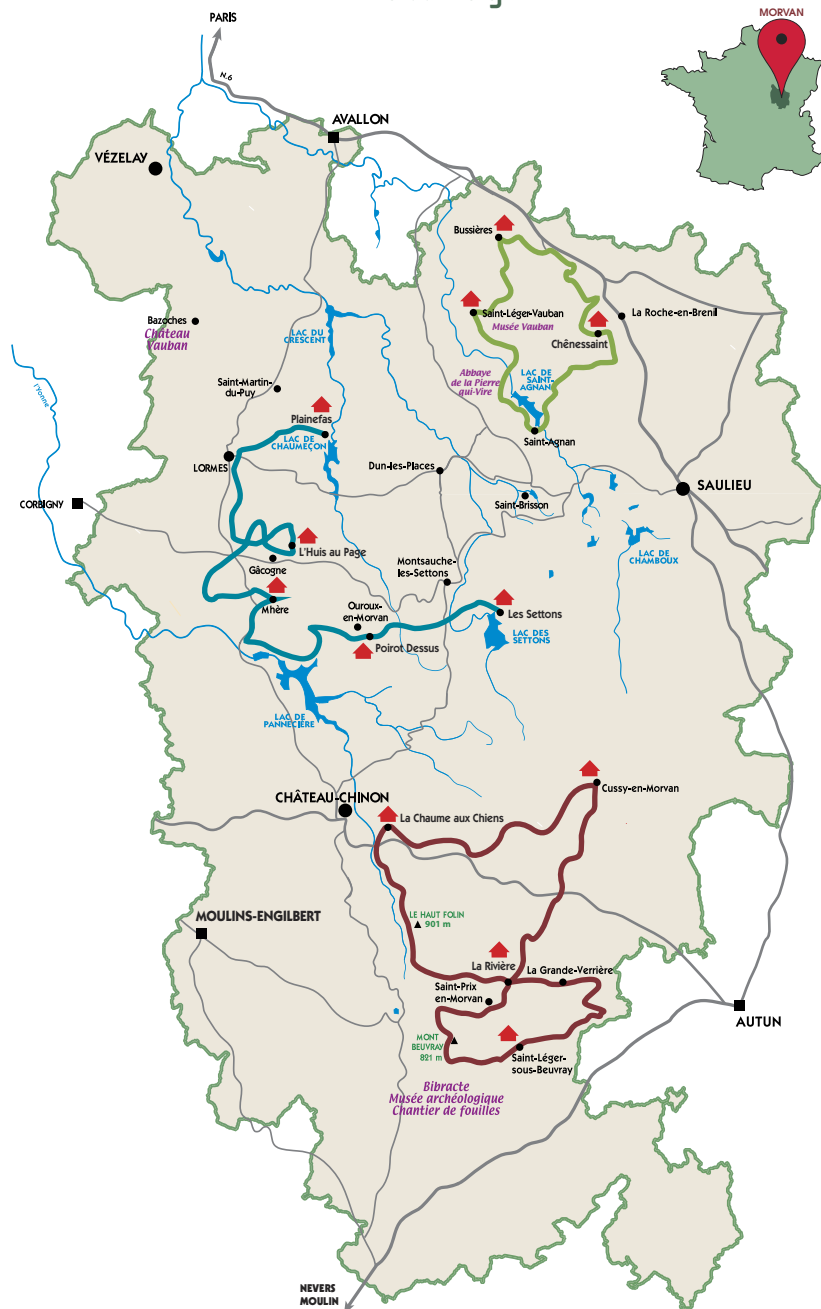 MORVAN
PARIS
N.6
AVALLON
VÉZELAY
Bussières
Bazoches
Château
Vauban
Saint-Léger-Vauban
Musée Vauban
La Roche-en-Brenil
Chênessaint
LAC DU
CRESCENT
l'Yonne
Abbaye
de la Pierre
qui-Vire
LAC DE
SAINT-
AGNAN
Saint-Martin-
du-Puy
Plainefas
LAC DE
CHAUMEÇON
Saint-Agnan
LORMES
Dun-les-Places
SAULIEU
CORBIGNY
Saint-Brisson
L'Huis au Page
Gâcogne
Montsauche-
les-Settons
LAC DE
CHAMBOUX
Mhère
Ouroux-
en-Morvan
Les Settons
Poirot Dessus
LAC DES
SETTONS
LAC DE
PANNECIÈRE
Cussy-en-Morvan
CHÂTEAU-CHINON
La Chaume aux Chiens
MOULINS-ENGILBERT
LE HAUT FOLIN
901 m
La Rivière
La Grande-Verrière
Saint-Prix
en-Morvan
AUTUN
MONT
BEUVRAY
821 m
Saint-Léger-
sous-Beuvray
Bibracte
Musée archéologique
Chantier de fouilles
NEVERS
MOULIN